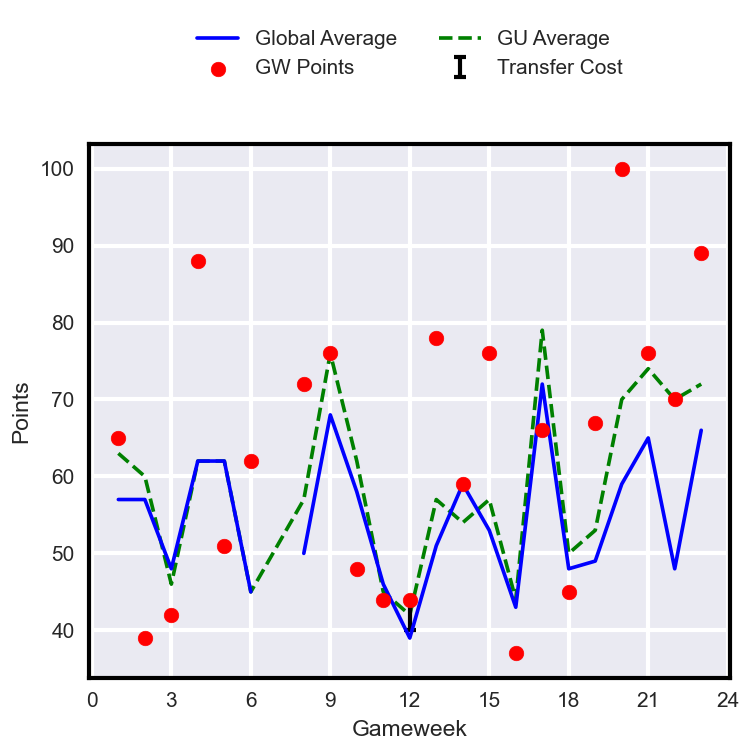 Global Average
GU Average
GW Points
Transfer Cost
100
90
80
70
60
50
40
Points
0 3 6 9 12 15 18 21 24
Gameweek